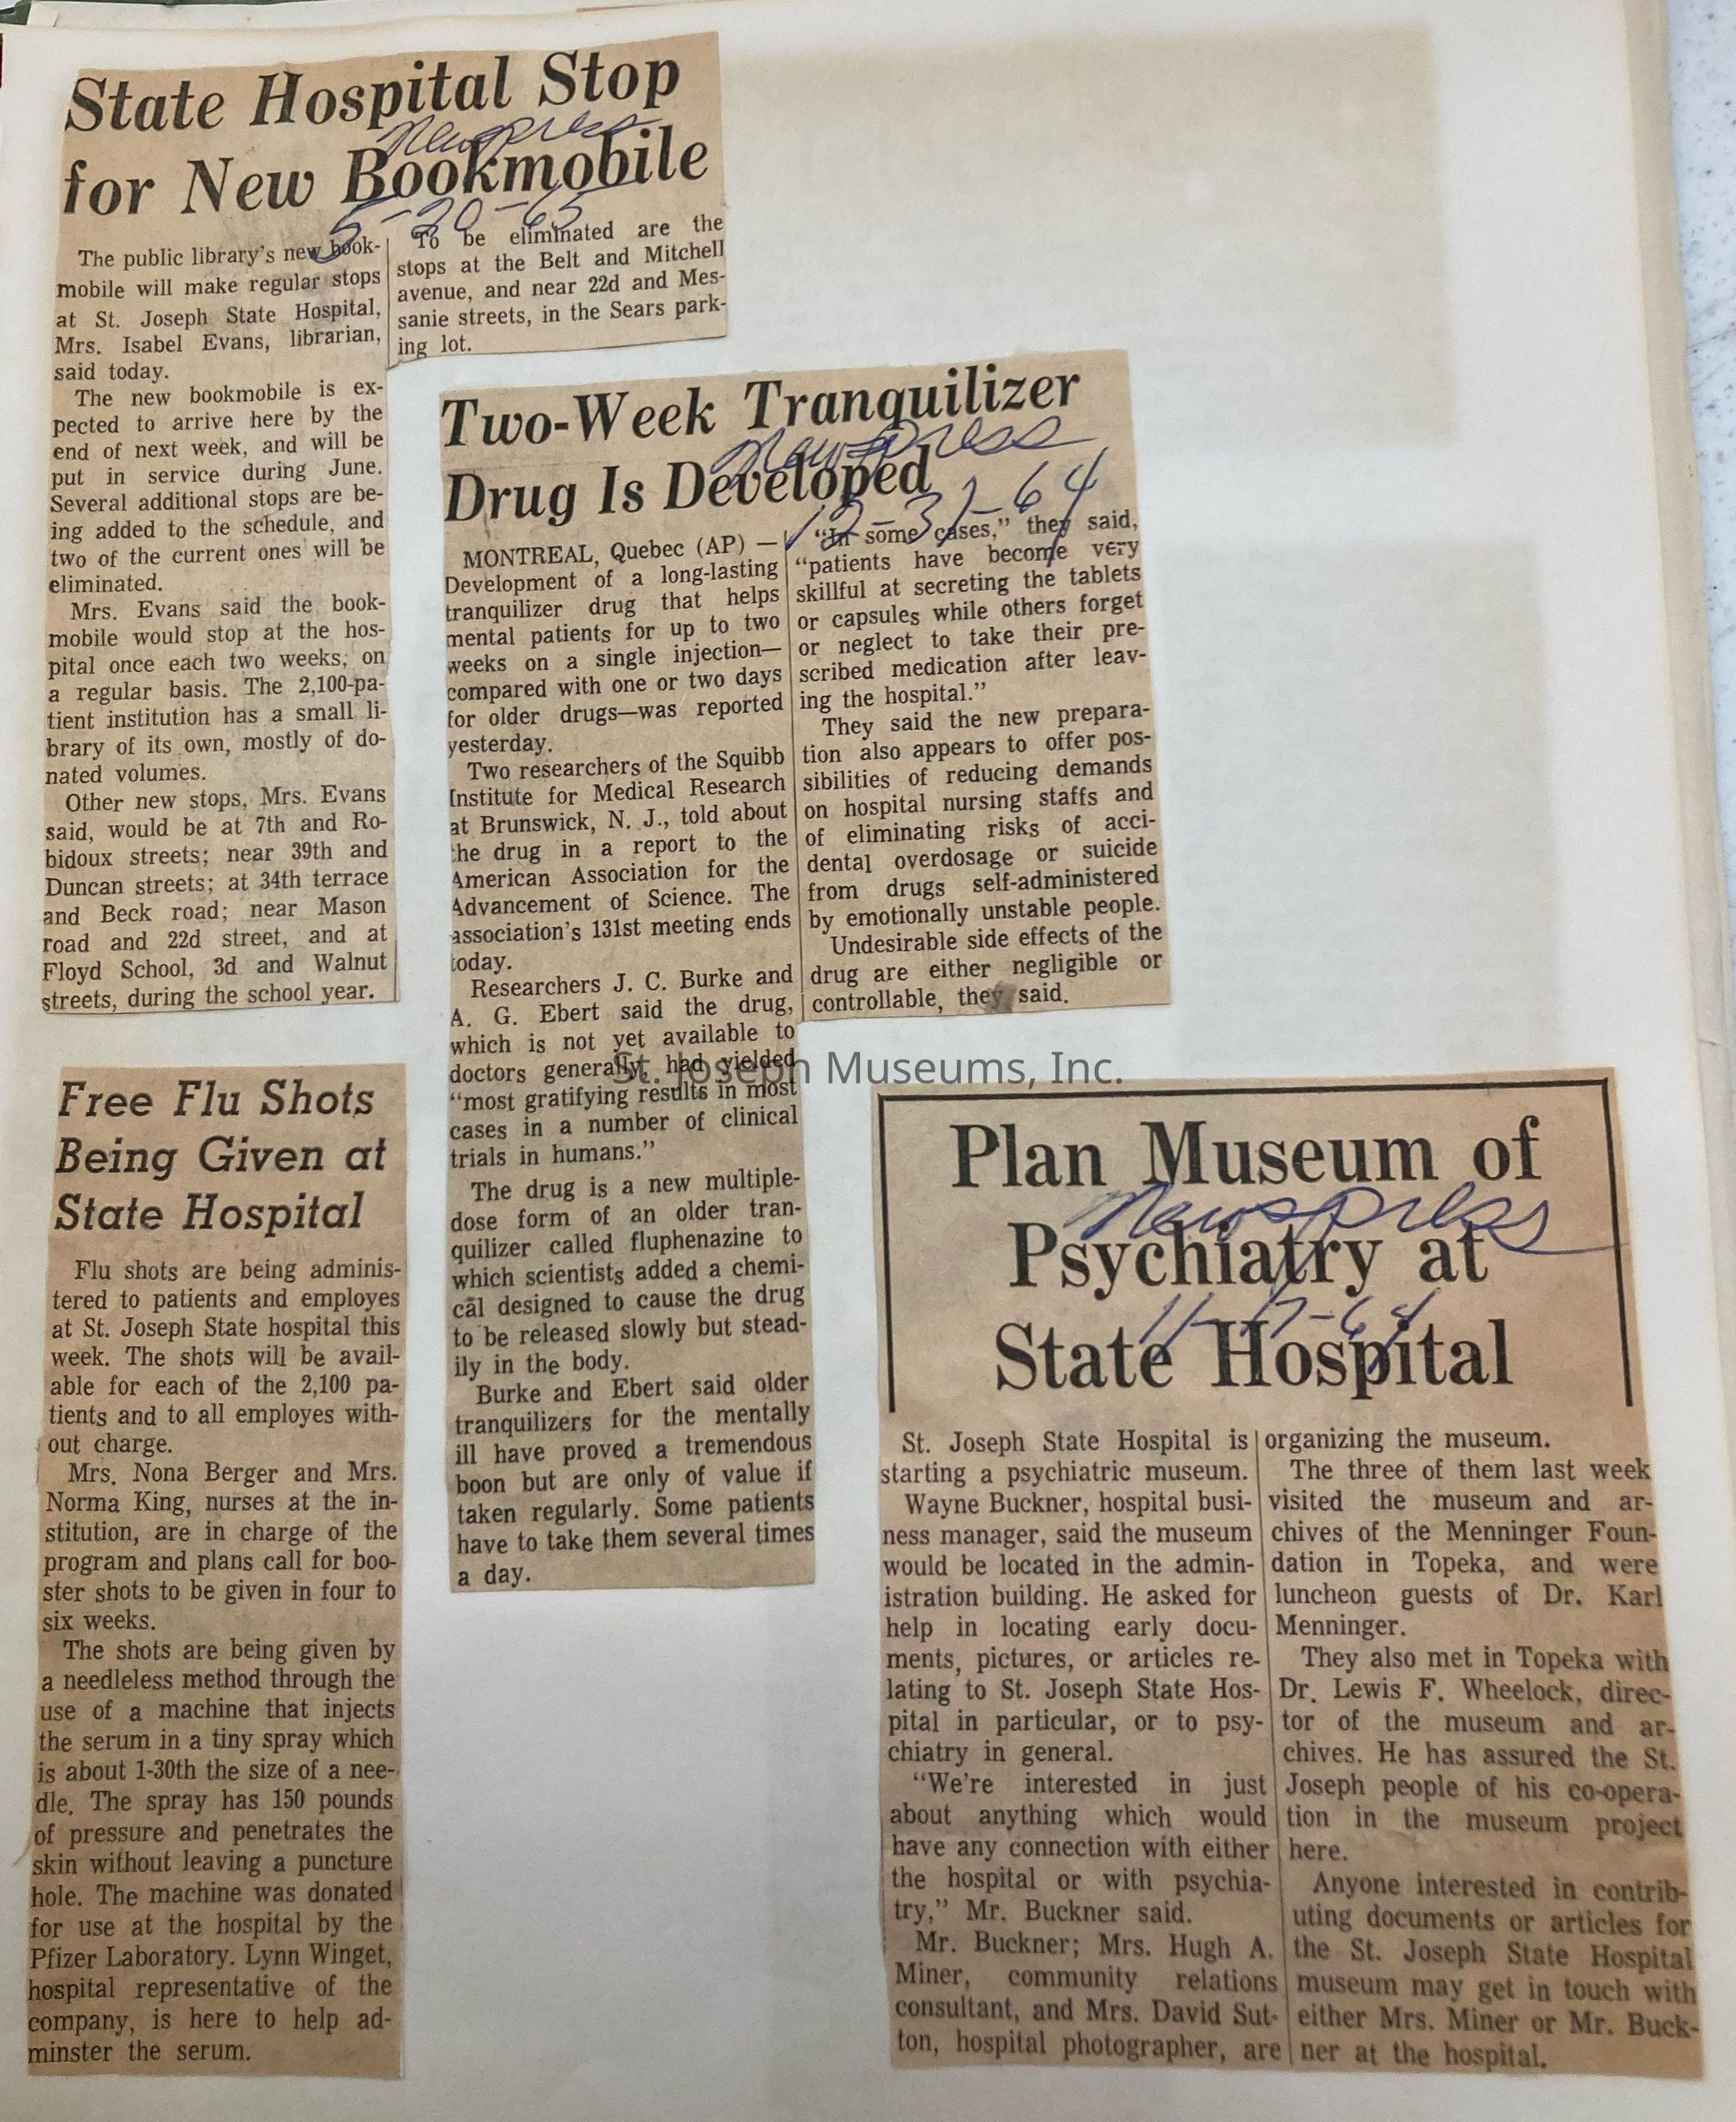 State Hospital Stop
for New Bookmobile
Newspress
5-20-65
The public library's new book-
mobile will make regular stops
at St. Joseph State Hospital,
Mrs. Isabel Evans, librarian,
said today.
The new bookmobile is ex-
pected to arrive here by the
end of next week, and will be
put in service during June.
Several additional stops are be-
ing added to the schedule, and
two of the current ones will be
eliminated.
Mrs. Evans said the book-
mobile would stop at the hos-
pital once each two weeks, on
a regular basis. The 2,100-pa-
tient institution has a small li-
brary of its own, mostly of do-
nated volumes.
Other new stops, Mrs. Evans
said, would be at 7th and Ro-
bidoux streets; near 39th and
Duncan streets; at 34th terrace
and Beck road; near Mason
road and 22d street, and at
Floyd School, 3d and Walnut
streets, during the school year.
To be eliminated are the
stops at the Belt and Mitchell
avenue, and near 22d and Mes-
sanie streets, in the Sears park-
ing lot.
Two-Week Tranquilizer
Drug Is Developed
Newspress
12-31-64
MONTREAL, Quebec (AP) —
Development of a long-lasting
tranquilizer drug that helps
mental patients for up to two
weeks on a single injection—
compared with one or two days
for older drugs—was reported
yesterday.
Two researchers of the Squibb
Institute for Medical Research
at Brunswick, N. J., told about
the drug in a report to the
American Association for the
Advancement of Science. The
association's 131st meeting ends
today.
Researchers J. C. Burke and
A. G. Ebert said the drug,
which is not yet available to
doctors generally, had yielded
"most gratifying results in most
cases in a number of clinical
trials in humans."
The drug is a new multiple-
dose form of an older tran-
quilizer called fluphenazine to
which scientists added a chemi-
cal designed to cause the drug
to be released slowly but stead-
ily in the body.
Burke and Ebert said older
tranquilizers for the mentally
ill have proved a tremendous
boon but are only of value if
taken regularly. Some patients
have to take them several times
a day.
"In some cases," they said,
"patients have become very
skillful at secreting the tablets
or capsules while others forget
or neglect to take their pre-
scribed medication after leav-
ing the hospital."
They said the new prepara-
tion also appears to offer pos-
sibilities of reducing demands
on hospital nursing staffs and
of eliminating risks of acci-
dental overdosage or suicide
from drugs self-administered
by emotionally unstable people.
Undesirable side effects of the
drug are either negligible or
controllable, they said.
St. Joseph Museums, Inc.
Free Flu Shots
Being Given at
State Hospital
Flu shots are being adminis-
tered to patients and employes
at St. Joseph State hospital this
week. The shots will be avail-
able for each of the 2,100 pa-
tients and to all employes with-
out charge.
Mrs. Nona Berger and Mrs.
Norma King, nurses at the in-
stitution, are in charge of the
program and plans call for boo-
ster shots to be given in four to
six weeks.
The shots are being given by
a needleless method through the
use of a machine that injects
the serum in a tiny spray which
is about 1-30th the size of a nee-
dle. The spray has 150 pounds
of pressure and penetrates the
skin without leaving a puncture
hole. The machine was donated
for use at the hospital by the
Pfizer Laboratory. Lynn Winget,
hospital representative of the
company, is here to help ad-
minster the serum.
Plan Museum of
Psychiatry at
State Hospital
Newspress
11-17-64
St. Joseph State Hospital is
starting a psychiatric museum.
Wayne Buckner, hospital busi-
ness manager, said the museum
would be located in the admin-
istration building. He asked for
help in locating early docu-
ments, pictures, or articles re-
lating to St. Joseph State Hos-
pital in particular, or to psy-
chiatry in general.
"We're interested in just
about anything which would
have any connection with either
the hospital or with psychia-
try," Mr. Buckner said.
Mr. Buckner; Mrs. Hugh A.
Miner, community relations
consultant, and Mrs. David Sut-
ton, hospital photographer, are
organizing the museum.
The three of them last week
visited the museum and ar-
chives of the Menninger Foun-
dation in Topeka, and were
luncheon guests of Dr. Karl
Menninger.
They also met in Topeka with
Dr. Lewis F. Wheelock, direc-
tor of the museum and ar-
chives. He has assured the St.
Joseph people of his co-opera-
tion in the museum project
here.
Anyone interested in contrib-
uting documents or articles for
the St. Joseph State Hospital
museum may get in touch with
either Mrs. Miner or Mr. Buck-
ner at the hospital.